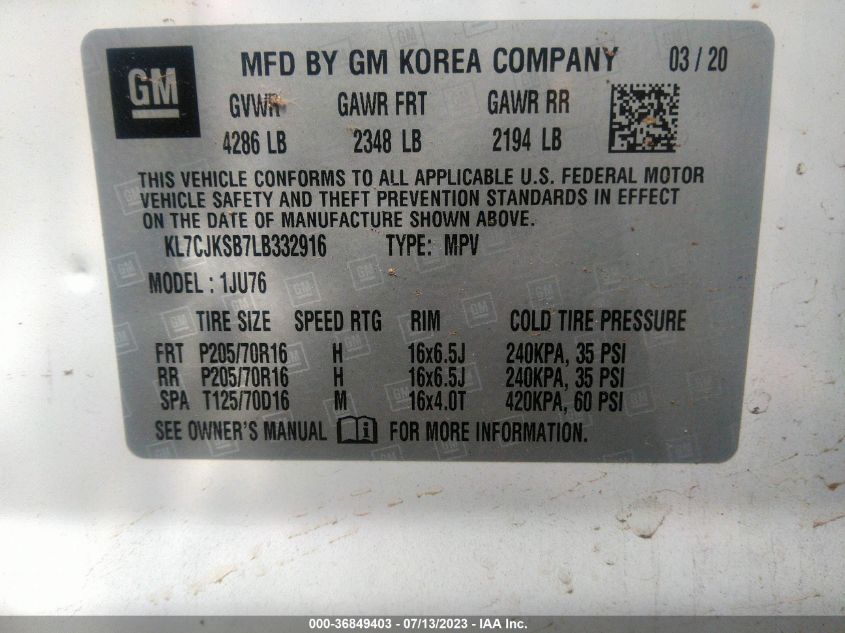 GM MFD BY GM KOREA COMPANY 03 / 20
GVWR GAWR FRT GAWR RR
4286 LB 2348 LB 2194 LB
THIS VEHICLE CONFORMS TO ALL APPLICABLE U.S. FEDERAL MOTOR
VEHICLE SAFETY AND THEFT PREVENTION STANDARDS IN EFFECT
ON THE DATE OF MANUFACTURE SHOWN ABOVE.
KL7CJKSB7LB332916 TYPE: MPV
MODEL : 1JU76
TIRE SIZE SPEED RTG RIM COLD TIRE PRESSURE
FRT P205/70R16 H 16x6.5J 240KPA, 35 PSI
RR P205/70R16 H 16x6.5J 240KPA, 35 PSI
SPA T125/70D16 M 16x4.0T 420KPA, 60 PSI
SEE OWNER'S MANUAL i FOR MORE INFORMATION.
000-36849403 - 07/13/2023 - IAA Inc.